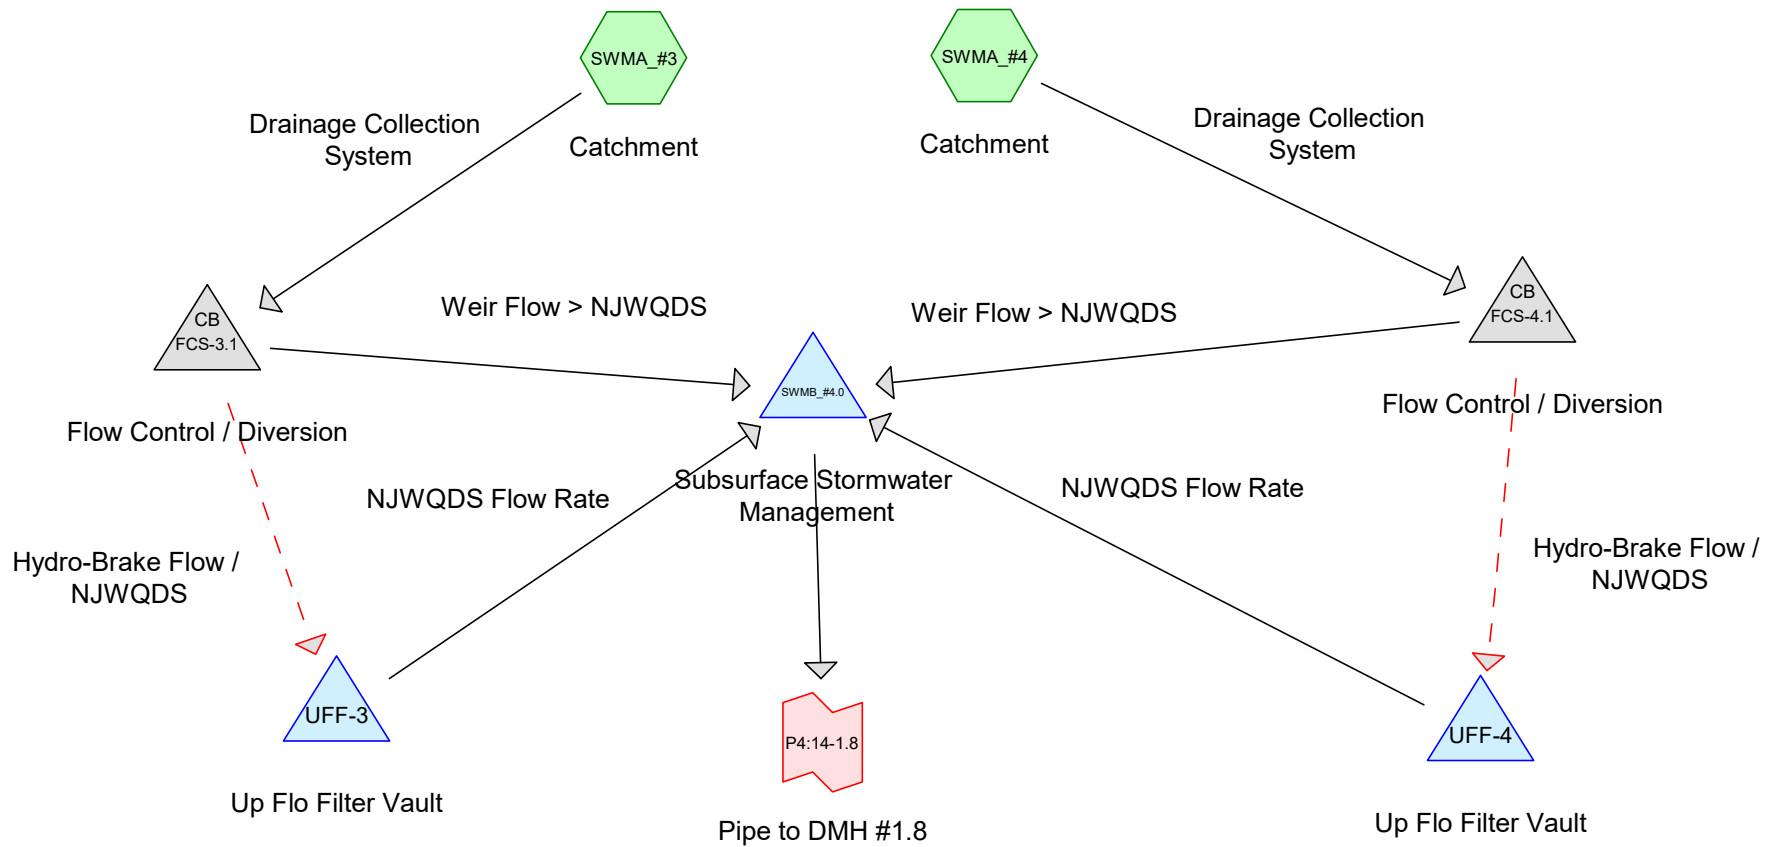 SWMA_#3
SWMA_#4
Drainage Collection
System
Catchment
Catchment
Drainage Collection
System
CB
FCS-3.1
Weir Flow > NJWQDS
Weir Flow > NJWQDS
CB
FCS-4.1
SWMB_#4.0
Flow Control / Diversion
Flow Control / Diversion
NJWQDS Flow Rate
Subsurface Stormwater
Management
NJWQDS Flow Rate
Hydro-Brake Flow /
NJWQDS
Hydro-Brake Flow /
NJWQDS
UFF-3
P4:14-1.8
UFF-4
Up Flo Filter Vault
Pipe to DMH #1.8
Up Flo Filter Vault